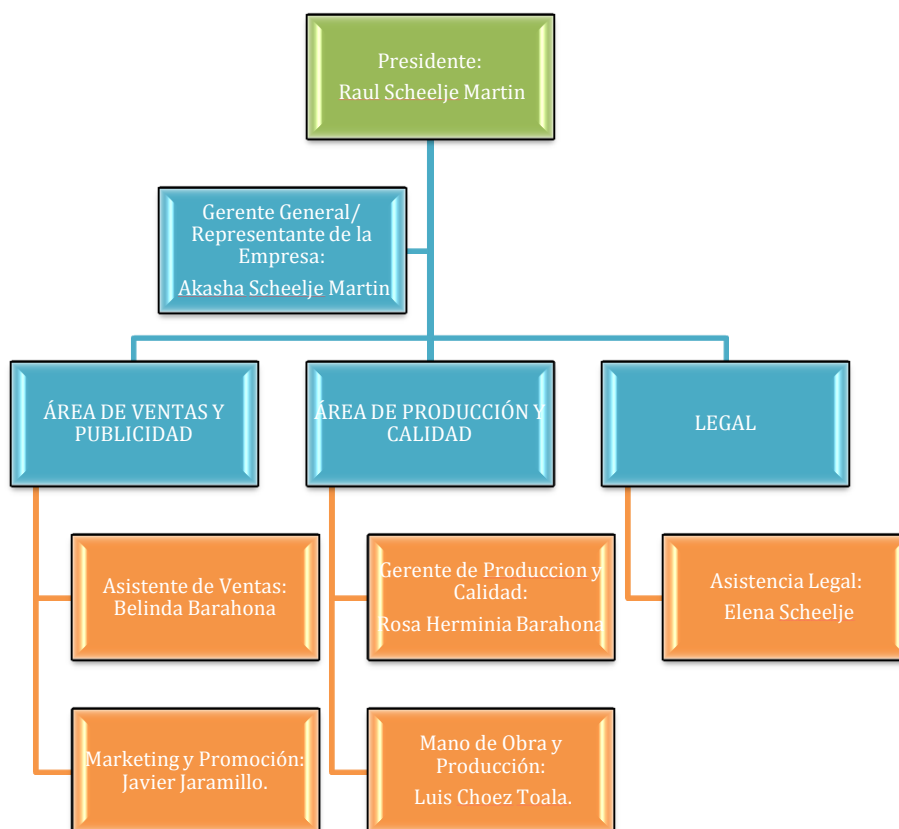 Presidente:
Raul Scheelje Martin
Gerente General/
Representante de la
Empresa:
Akasha Scheelje Martin
ÁREA DE VENTAS Y
PUBLICIDAD
ÁREA DE PRODUCCIÓN Y
CALIDAD
LEGAL
Asistente de Ventas:
Belinda Barahona
Gerente de Produccion y
Calidad:
Rosa Herminia Barahona
Asistencia Legal:
Elena Scheelje
Marketing y Promoción:
Javier Jaramillo.
Mano de Obra y
Producción:
Luis Choez Toala.